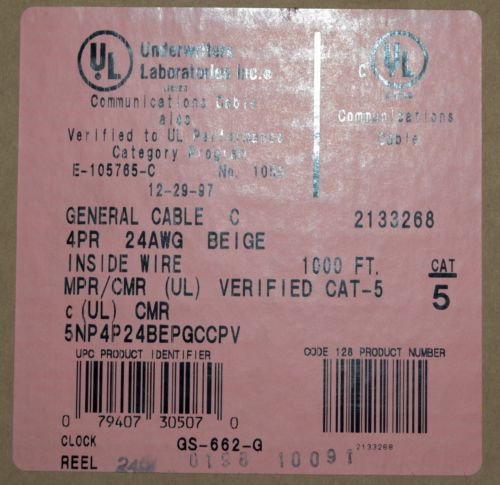 UL Underwriters
Laboratories Inc.®
LISTED
Communications Cable
also
Verified to UL Performance
Category Program
E-105765-C No.
12-29-97
C UL
Communications
Cable
GENERAL CABLE C 2133268
4PR 24AWG BEIGE
INSIDE WIRE 1000 FT.
MPR/CMR (UL) VERIFIED CAT-5
c(UL) CMR
5NP4P24BEPGCCPV
CAT
5
UPC PRODUCT IDENTIFIER
0 79407 30507 0
CODE 128 PRODUCT NUMBER
2133268
CLOCK GS-662-G
REEL 0198 10091